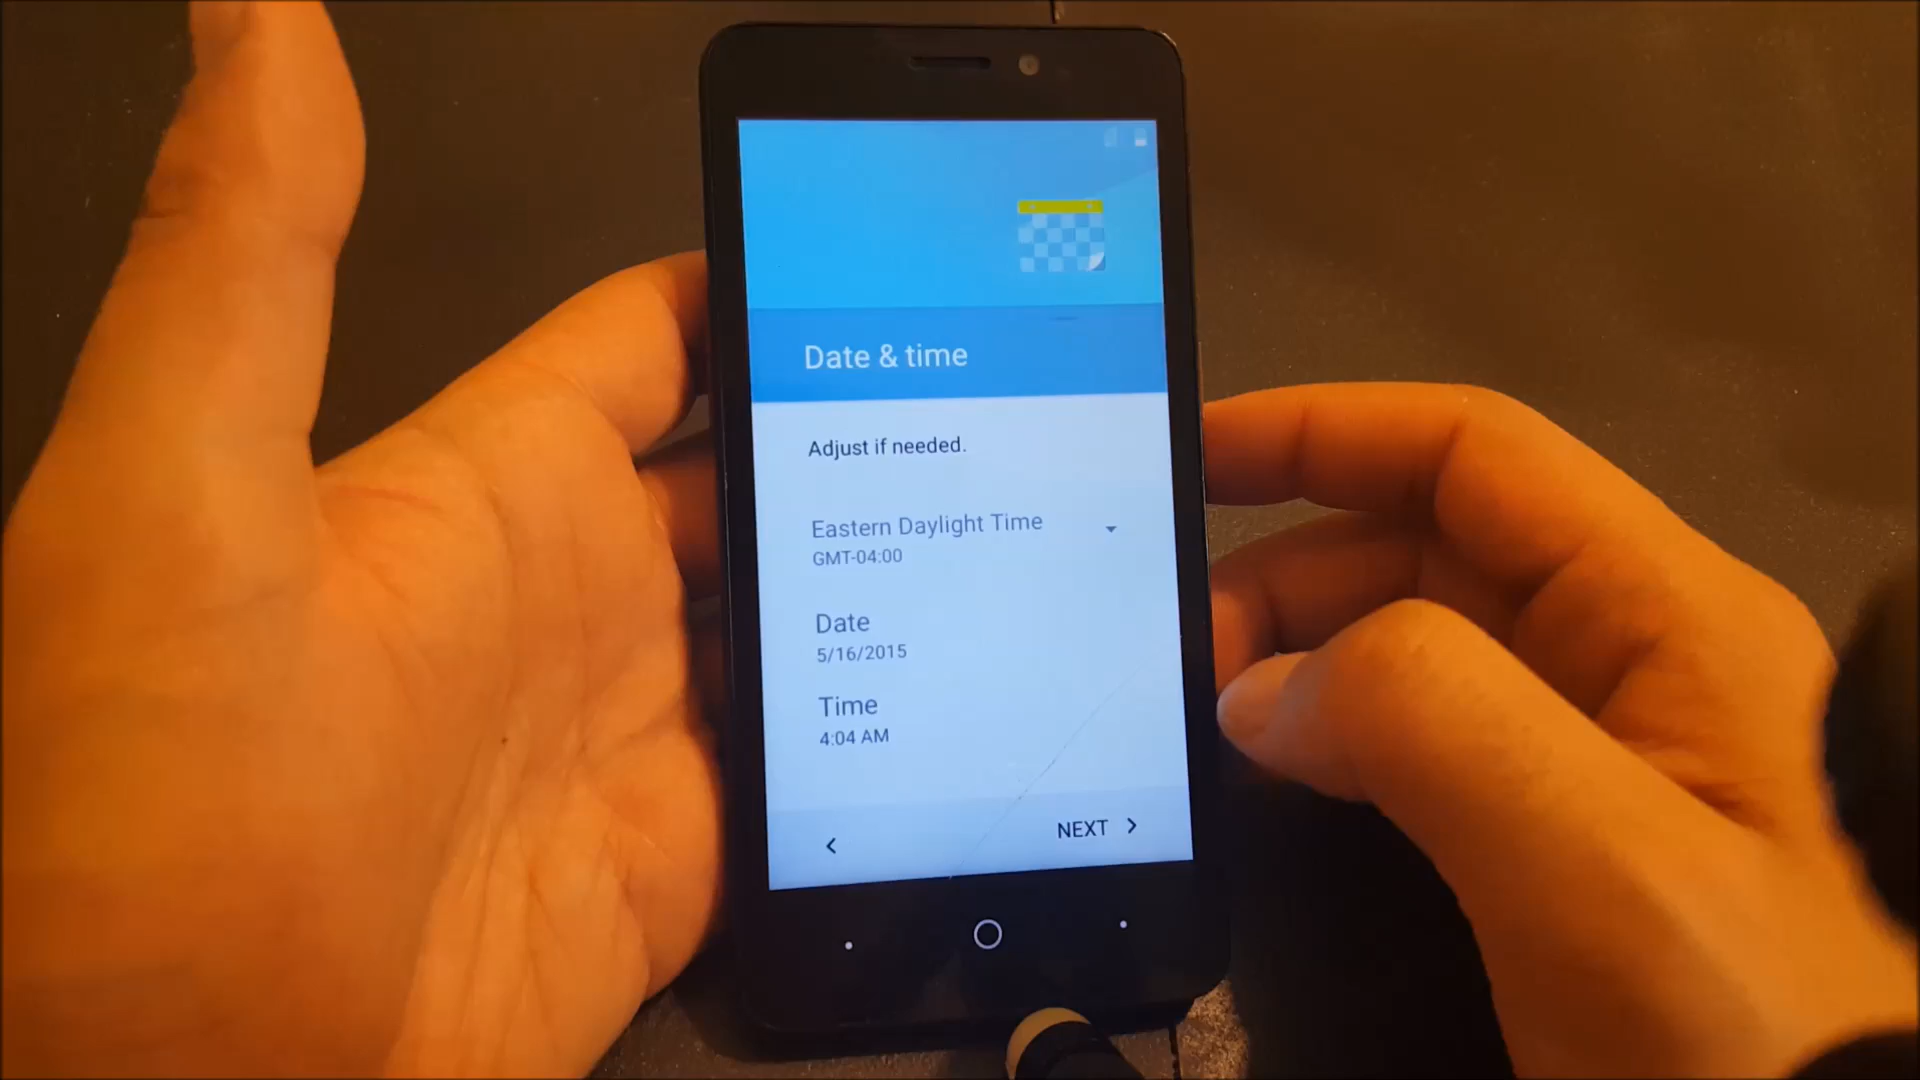 Date & time
Adjust if needed.
Eastern Daylight Time
GMT-04:00
Date
5/16/2015
Time
4:04 AM
NEXT